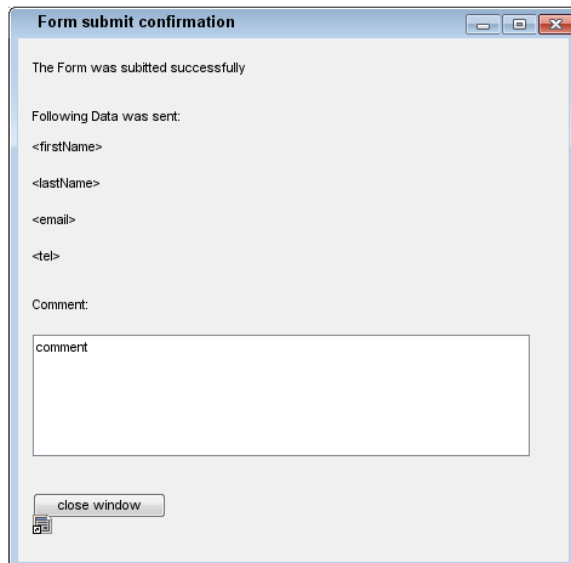 Form submit confirmation
The Form was subitted successfully
Following Data was sent:
<firstName>
<lastName>
<email>
<tel>
Comment:
comment
close window